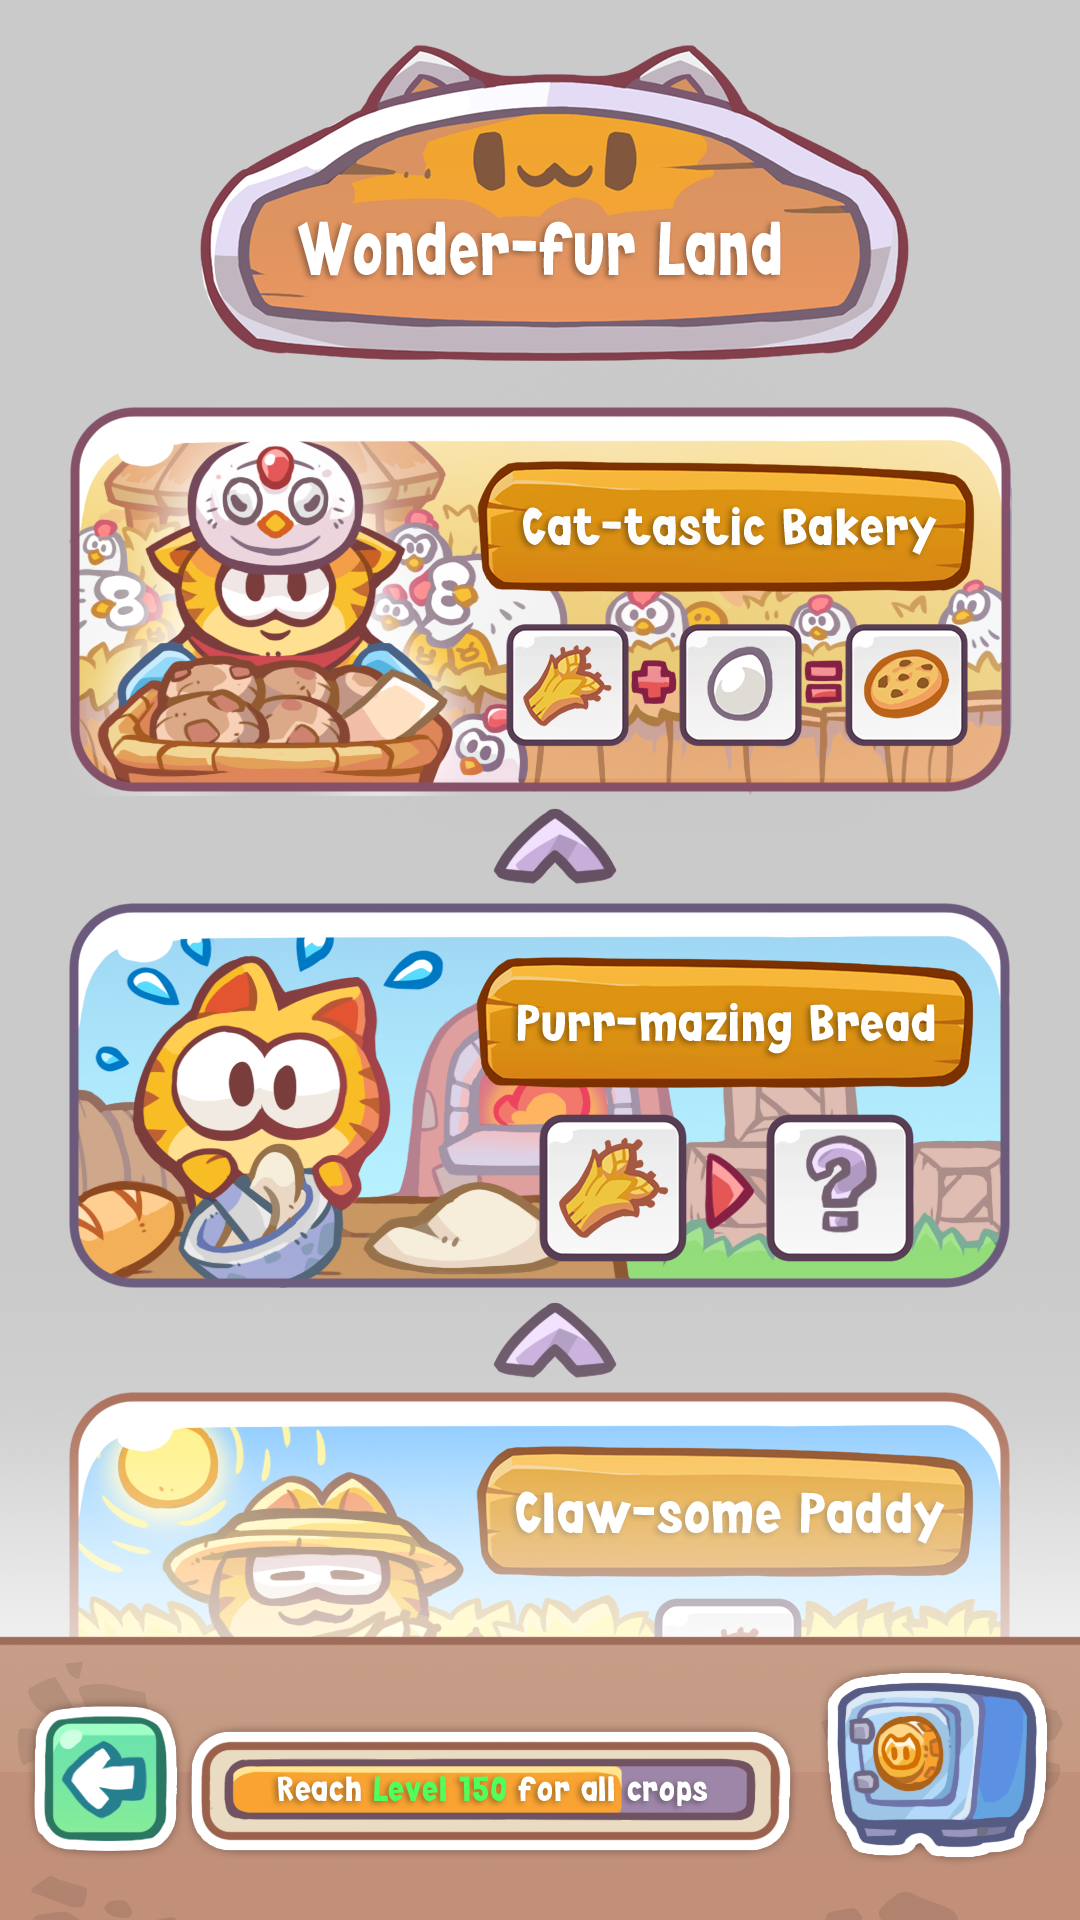 Wonder-fur Land
Cat-tastic Bakery
Purr-mazing Bread
?
Claw-some Paddy
Reach Level 150 for all crops